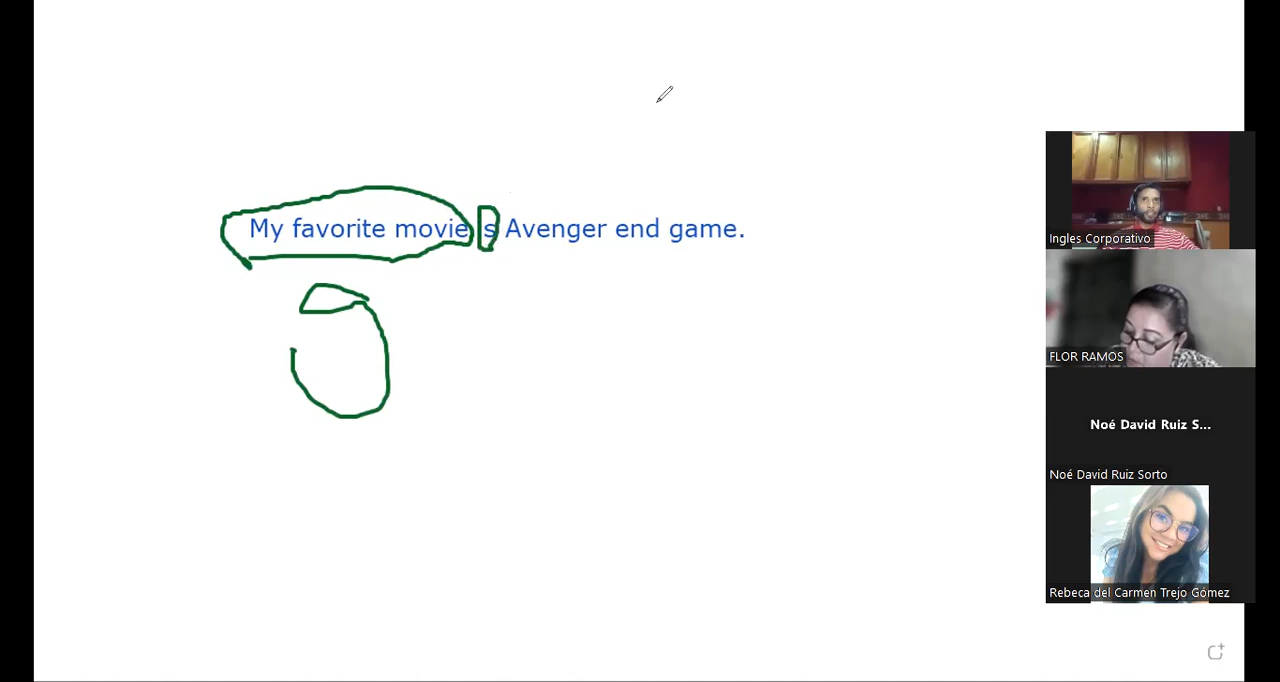 My favorite movie is Avenger end game.
Ingles Corporativo
FLOR RAMOS
Noé David Ruiz S...
Noé David Ruiz Sorto
Rebeca del Carmen Trejo Gómez